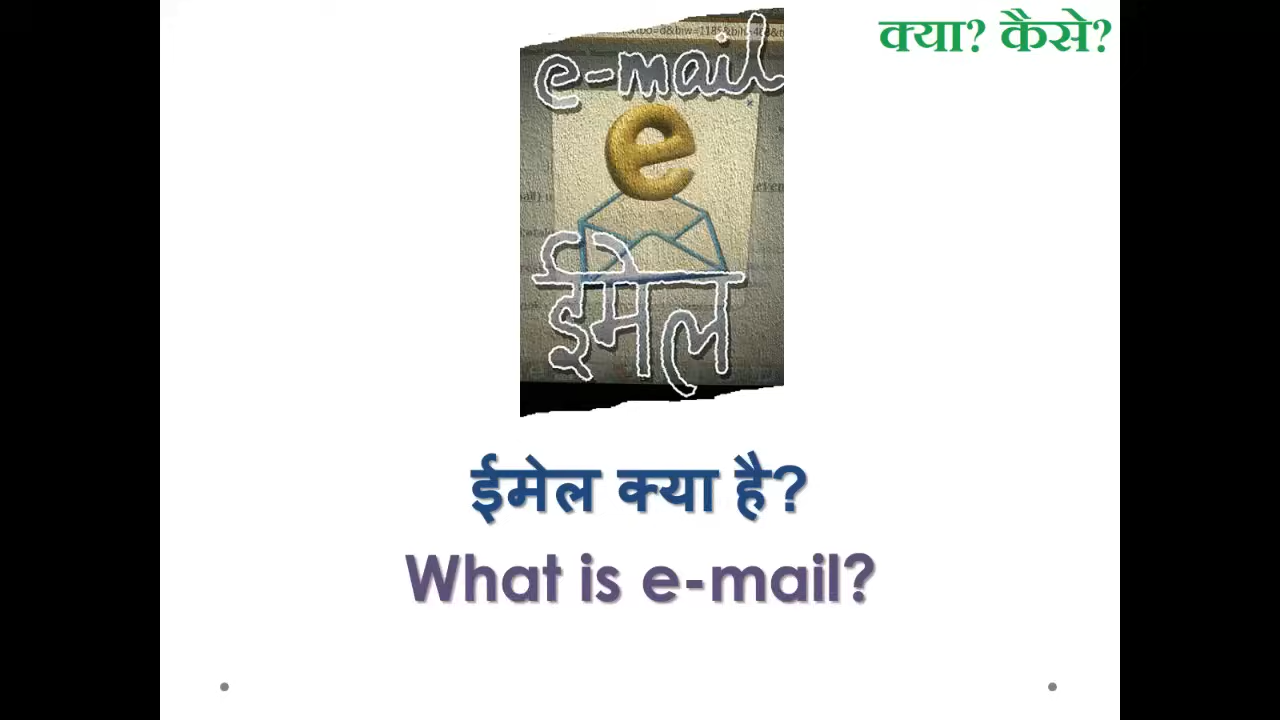 क्या? कैसे?
e-mail
e
ईमेल
ईमेल क्या है?
What is e-mail?